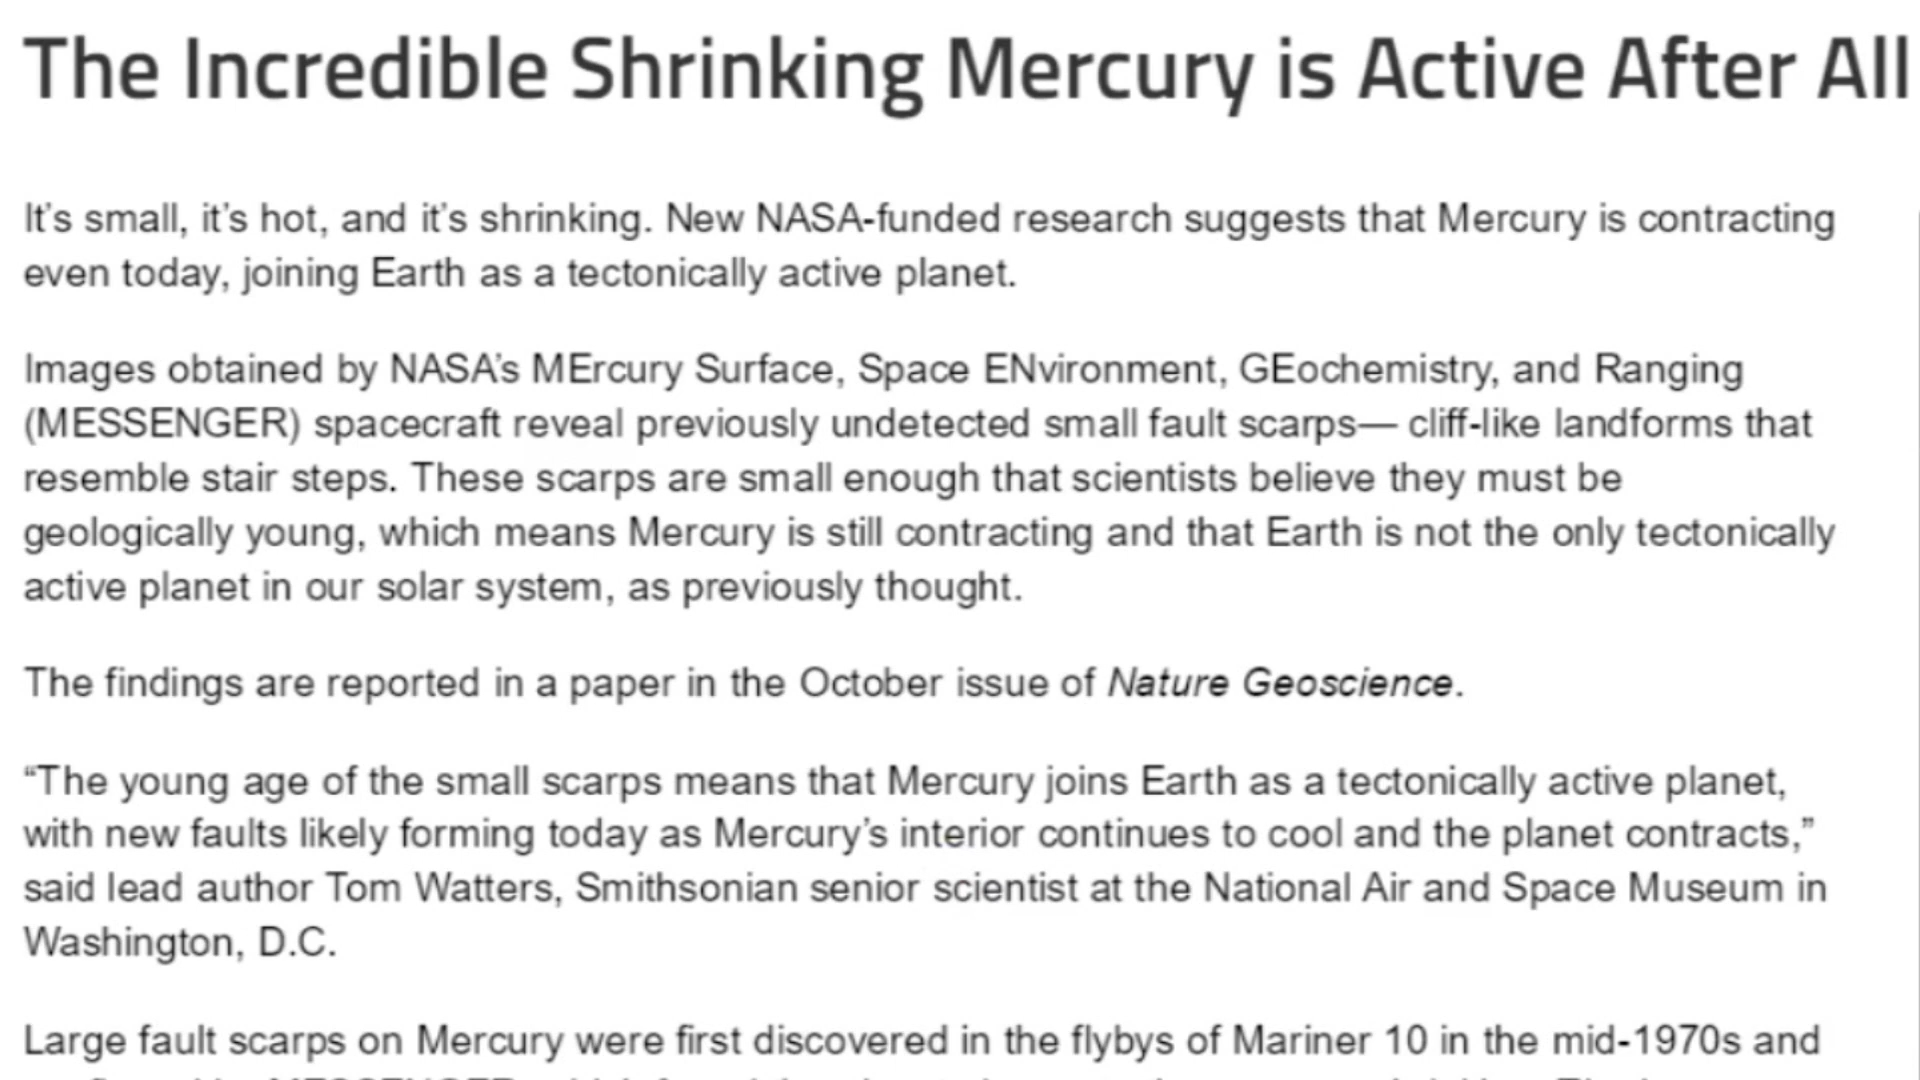 The Incredible Shrinking Mercury is Active After All
It’s small, it’s hot, and it’s shrinking. New NASA-funded research suggests that Mercury is contracting
even today, joining Earth as a tectonically active planet.
Images obtained by NASA’s MErcury Surface, Space ENvironment, GEochemistry, and Ranging
(MESSENGER) spacecraft reveal previously undetected small fault scarps— cliff-like landforms that
resemble stair steps. These scarps are small enough that scientists believe they must be
geologically young, which means Mercury is still contracting and that Earth is not the only tectonically
active planet in our solar system, as previously thought.
The findings are reported in a paper in the October issue of Nature Geoscience.
“The young age of the small scarps means that Mercury joins Earth as a tectonically active planet,
with new faults likely forming today as Mercury’s interior continues to cool and the planet contracts,”
said lead author Tom Watters, Smithsonian senior scientist at the National Air and Space Museum in
Washington, D.C.
Large fault scarps on Mercury were first discovered in the flybys of Mariner 10 in the mid-1970s and